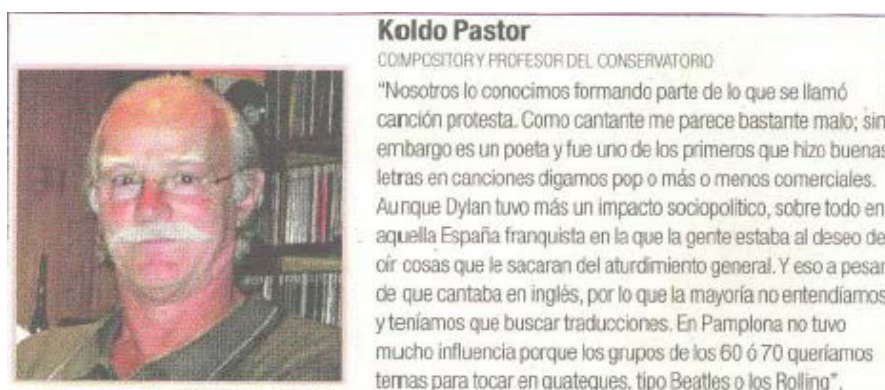 Koldo Pastor
COMPOSITOR Y PROFESOR DEL CONSERVATORIO
"Nosotros lo conocimos formando parte de lo que se llamó
canción protesta. Como cantante me parece bastante malo; sin
embargo es un poeta y fue uno de los primeros que hizo buenas
letras en canciones digamos pop o más o menos comerciales.
Aunque Dylan tuvo más un impacto sociopolítico, sobre todo en
aquella España franquista en la que la gente estaba al deseo de
oír cosas que le sacaran del aturdimiento general. Y eso a pesar
de que cantaba en inglés, por lo que la mayoría no entendíamos
y teníamos que buscar traducciones. En Pamplona no tuvo
mucho influencia porque los grupos de los 60 ó 70 queríamos
temas para tocar en guateques, tipo Beatles o los Rolling".